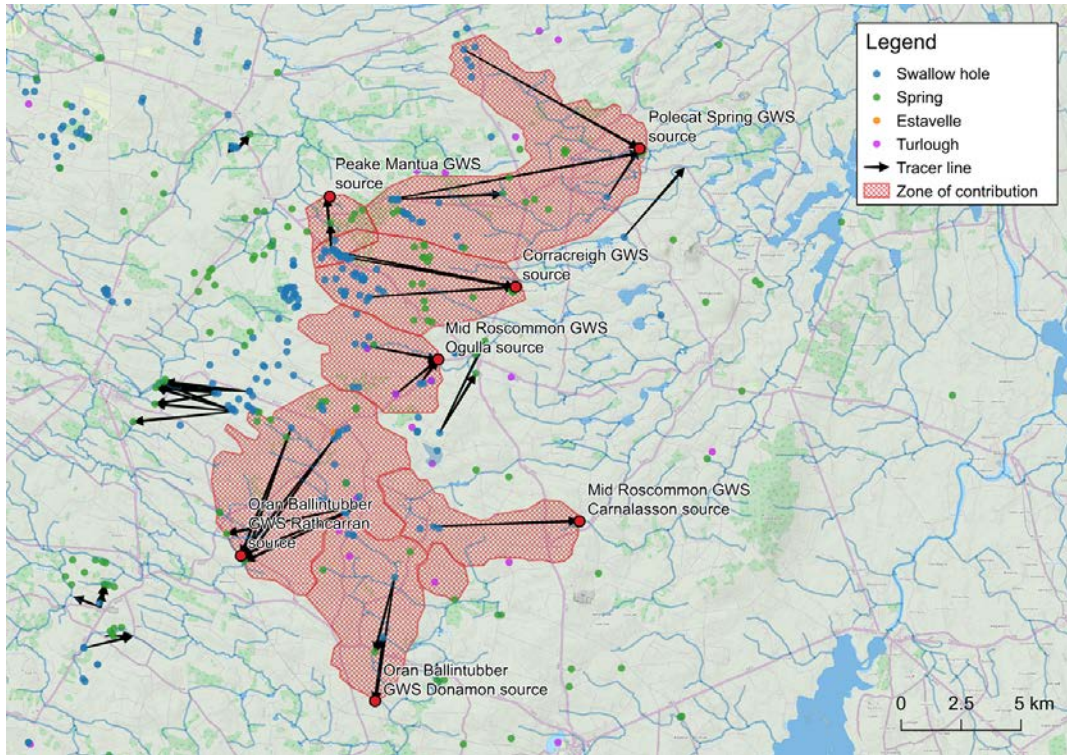 Legend
Swallow hole
Spring
Estavelle
Turlough
Tracer line
Zone of contribution
Polecat Spring GWS
source
Peake Mantua GWS
source
Corracreigh GWS
source
Mid Roscommon GWS
Ogulla source
Mid Roscommon GWS
Carnalasson source
Oran Ballintubber
GWS Rathcarran
source
Oran Ballintubber
GWS Donamon source
0 2.5 5 km